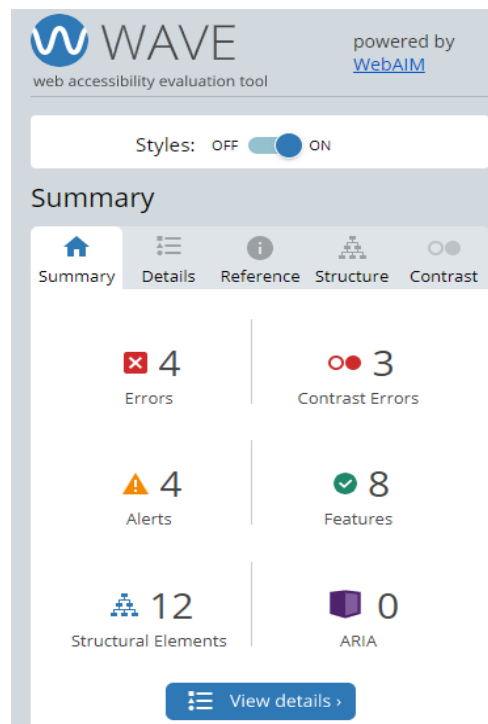 WAVE
powered by
WebAIM
web accessibility evaluation tool
Styles: OFF ON
Summary
Summary Details Reference Structure Contrast
4 3
Errors Contrast Errors
4 8
Alerts Features
12 0
Structural Elements ARIA
View details ›